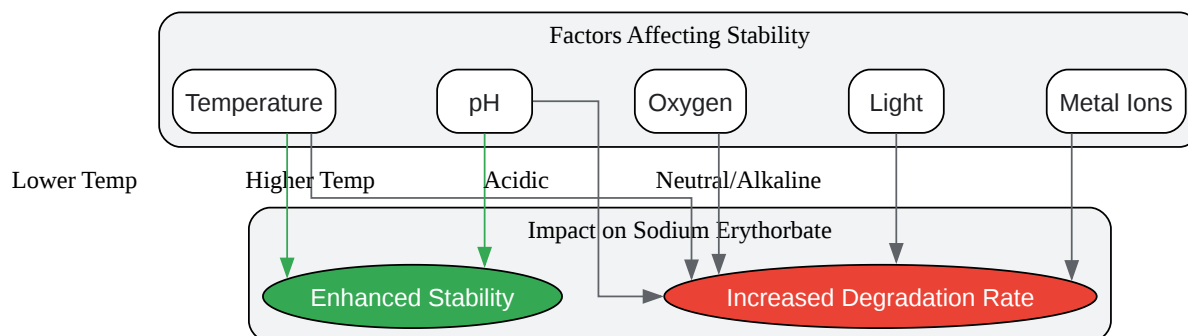 Factors Affecting Stability
Temperature
pH
Oxygen
Light
Metal Ions
Lower Temp
Higher Temp
Acidic
Neutral/Alkaline
Impact on Sodium Erythorbate
Enhanced Stability
Increased Degradation Rate